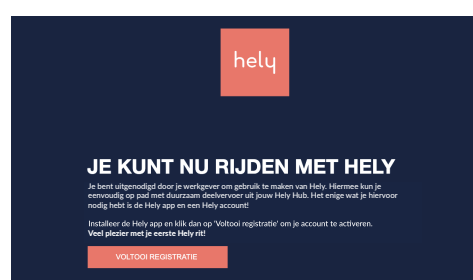 hely
JE KUNT NU RIJDEN MET HELY
Je bent uitgenodigd door je werkgever om gebruik te maken van Hely. Hiermee kun je
eenvoudig op pad met duurzaam deelvervoer uit jouw Hely Hub. Het enige wat je hiervoor
nodig hebt is de Hely app en een Hely account!
Installeer de Hely app en klik dan op 'Voltooi registratie' om je account te activeren.
Veel plezier met je eerste Hely rit!
VOLTOOI REGISTRATIE